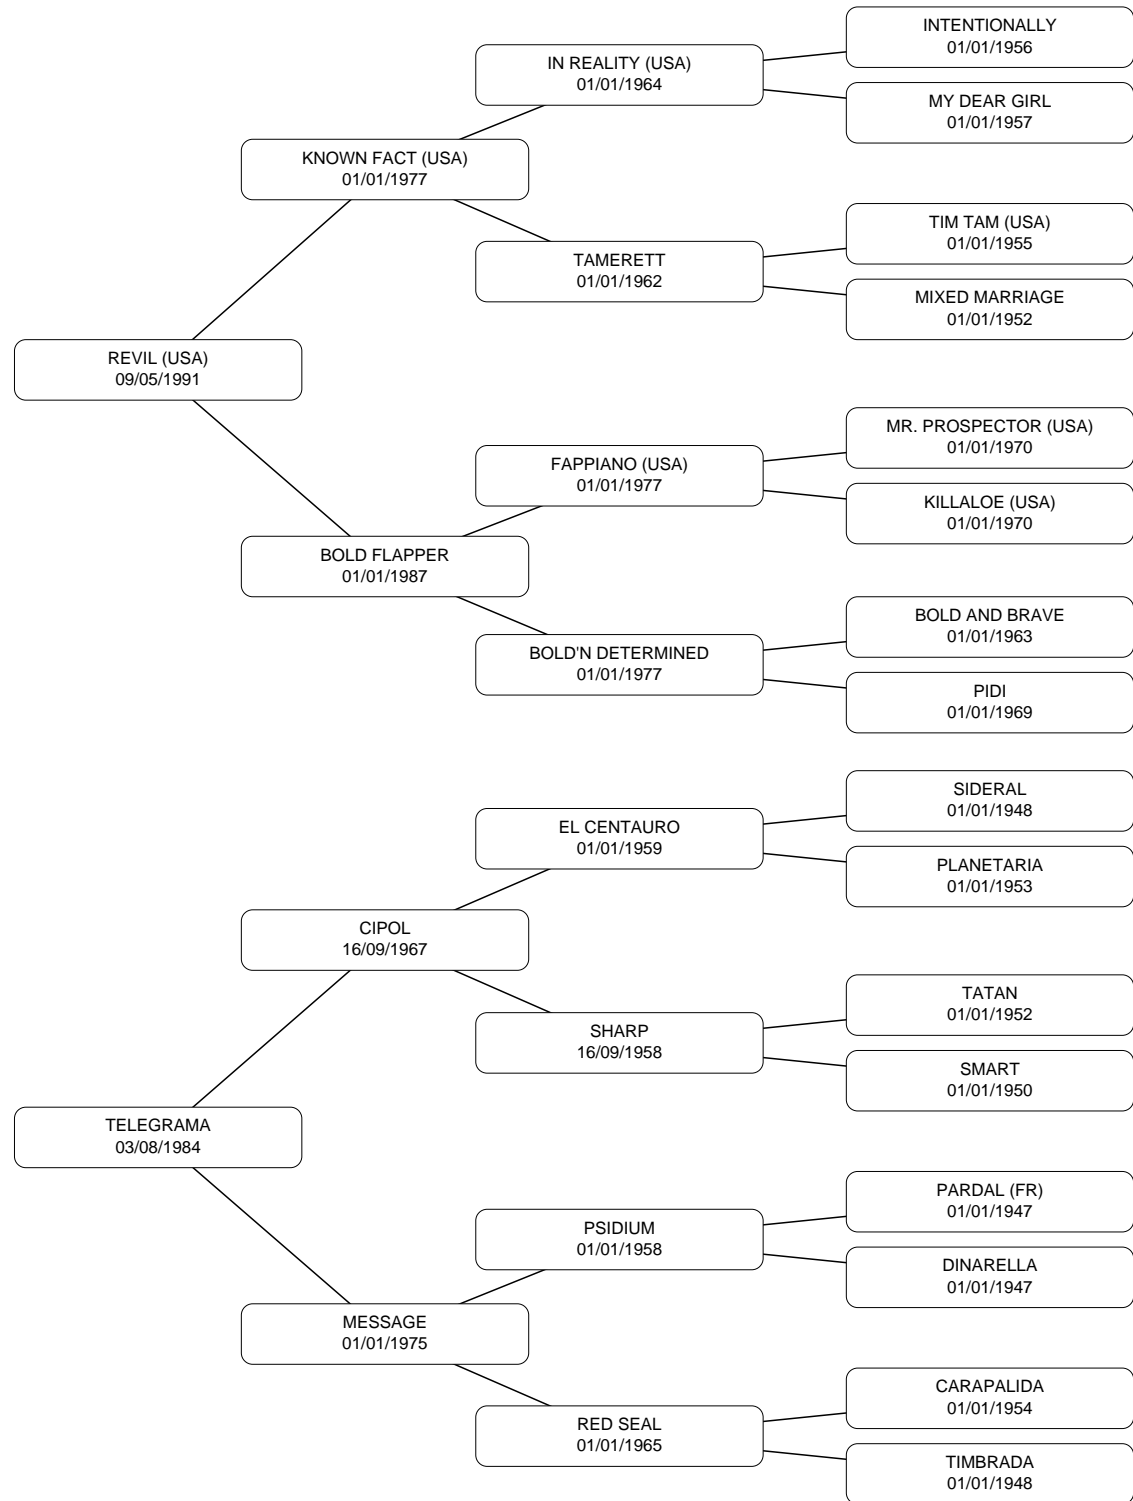 INTENTIONALLY
01/01/1956
IN REALITY (USA)
01/01/1964
MY DEAR GIRL
01/01/1957
KNOWN FACT (USA)
01/01/1977
TIM TAM (USA)
01/01/1955
TAMERETT
01/01/1962
MIXED MARRIAGE
01/01/1952
REVIL (USA)
09/05/1991
MR. PROSPECTOR (USA)
01/01/1970
FAPPIANO (USA)
01/01/1977
KILLALOE (USA)
01/01/1970
BOLD FLAPPER
01/01/1987
BOLD AND BRAVE
01/01/1963
BOLD'N DETERMINED
01/01/1977
PIDI
01/01/1969
SIDERAL
01/01/1948
EL CENTAURO
01/01/1959
PLANETARIA
01/01/1953
CIPOL
16/09/1967
TATAN
01/01/1952
SHARP
16/09/1958
SMART
01/01/1950
TELEGRAMA
03/08/1984
PARDAL (FR)
01/01/1947
PSIDIUM
01/01/1958
DINARELLA
01/01/1947
MESSAGE
01/01/1975
CARAPALIDA
01/01/1954
RED SEAL
01/01/1965
TIMBRADA
01/01/1948